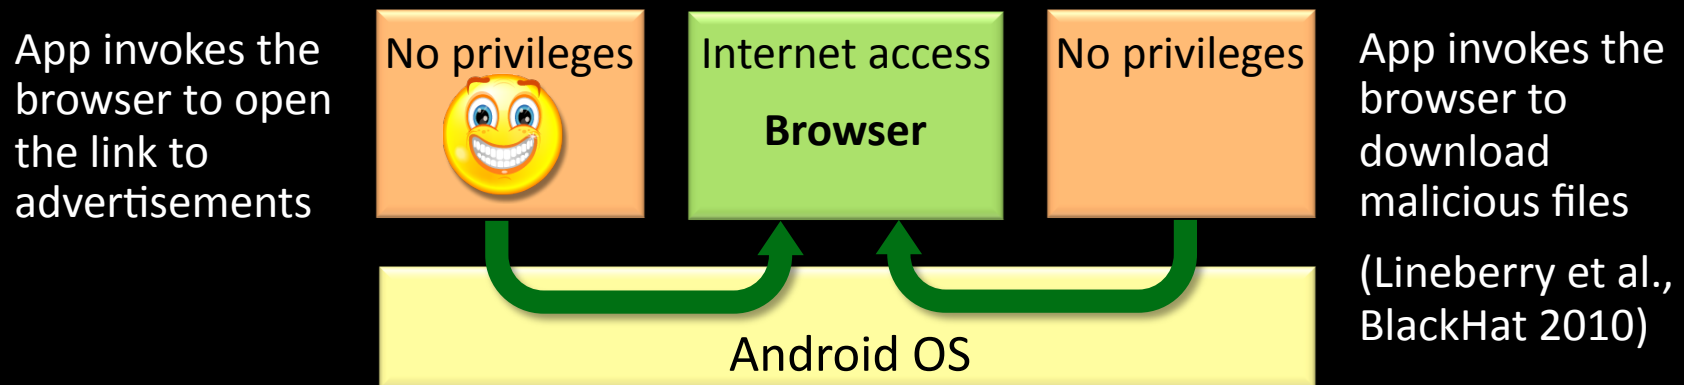 App invokes the
browser to open
the link to
advertisements
No privileges
Internet access
Browser
No privileges
App invokes the
browser to
download
malicious files
(Lineberry et al.,
BlackHat 2010)
Android OS